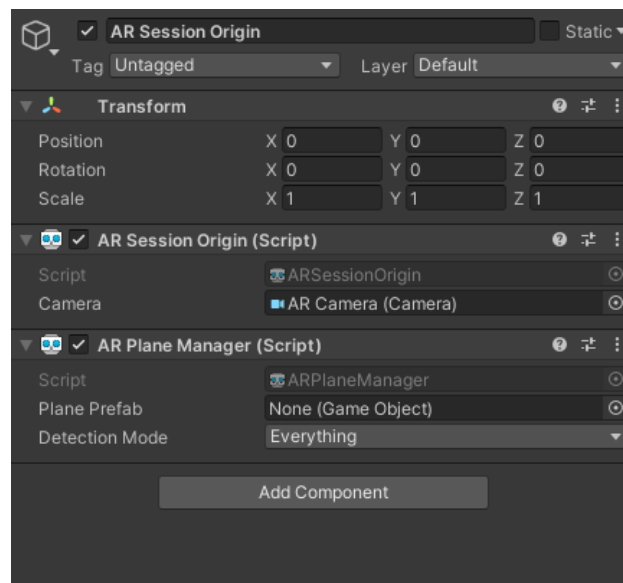 AR Session Origin Static
Tag Untagged Layer Default
Transform
Position X 0 Y 0 Z 0
Rotation X 0 Y 0 Z 0
Scale X 1 Y 1 Z 1
AR Session Origin (Script)
Script ARSessionOrigin
Camera AR Camera (Camera)
AR Plane Manager (Script)
Script ARPlaneManager
Plane Prefab None (Game Object)
Detection Mode Everything
Add Component